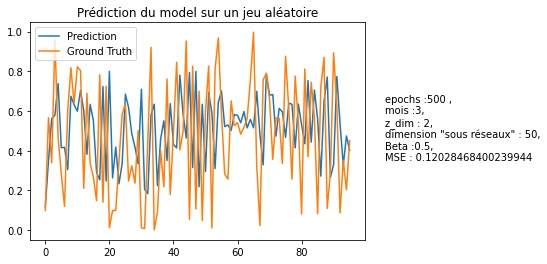 Prédiction du model sur un jeu aléatoire
Prediction
Ground Truth
1.0
0.8
0.6
0.4
0.2
0.0
0 20 40 60 80
epochs :500 ,
mois :3,
z_dim : 2,
dimension "sous réseaux" : 50,
Beta :0.5,
MSE : 0.12028468400239944